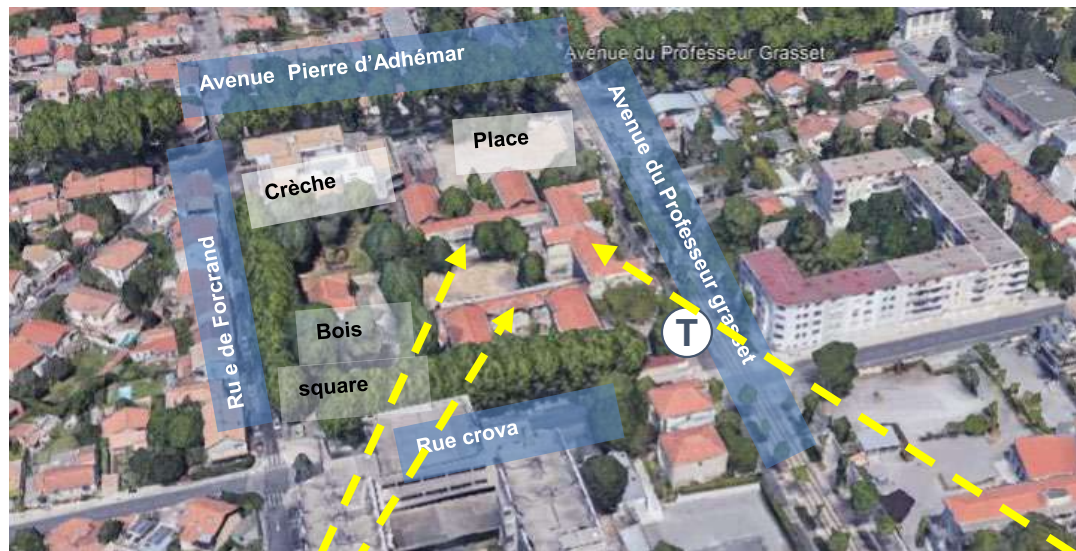 Avenue Pierre d'Adhémar
Avenue du Professeur Grasset
Place
Crèche
Avenue du Professeur grasset
Ru e de Forcrand
Bois
square
T
Rue crova